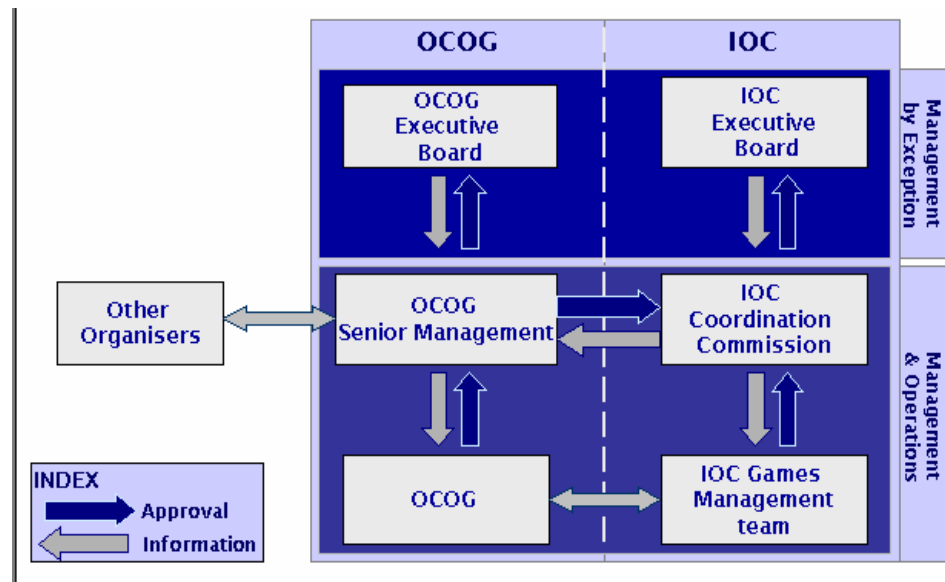 OCOG
IOC
OCOG
Executive
Board
IOC
Executive
Board
Management
by Exception
Other
Organisers
OCOG
Senior Management
IOC
Coordination
Commission
Management
& Operations
OCOG
IOC Games
Management
team
INDEX
Approval
Information